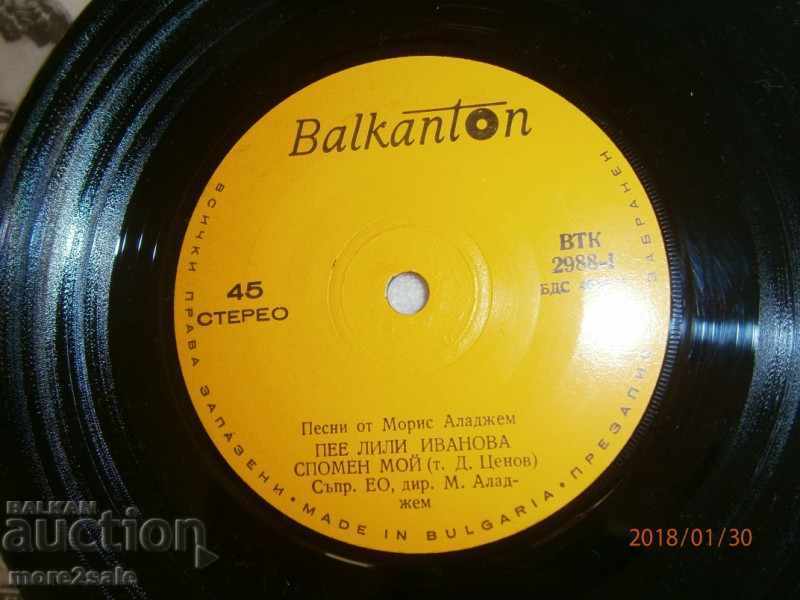 Balkanton
ВСИЧКИ ПРАВА ЗАПАЗЕНИ • MADE IN BULGARIA • ПРЕЗАПИС ЗАБРАНЕН
45
СТЕРЕО
ВТК
2988-1
БДС
Песни от Морис Аладжем
ПЕЕ ЛИЛИ ИВАНОВА
СПОМЕН МОЙ (т. Д. Ценов)
Съпр. ЕО, дир. М. Алад-
жем
2018/01/30
BALKAN
auction
more2sale